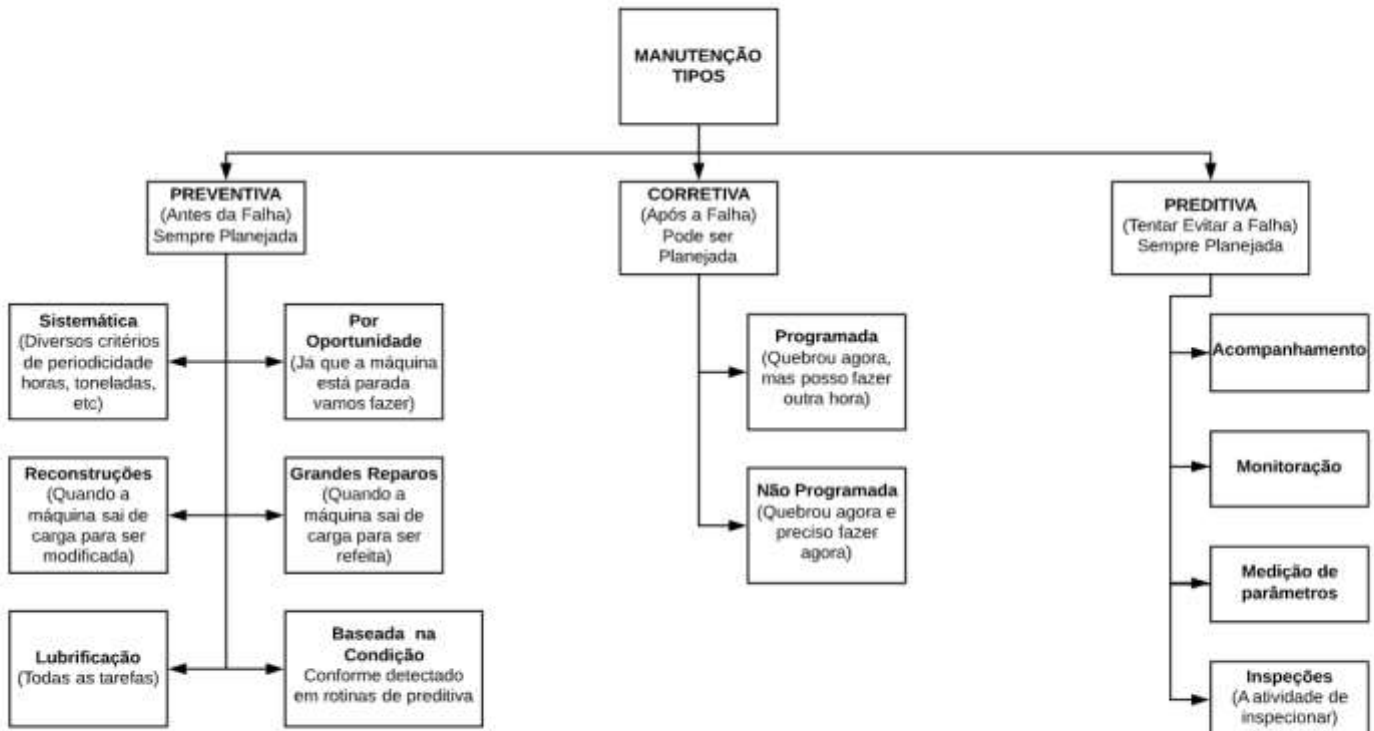 MANUTENÇÃO
TIPOS
PREVENTIVA
(Antes da Falha)
Sempre Planejada
CORRETIVA
(Após a Falha)
Pode ser
Planejada
PREDITIVA
(Tentar Evitar a Falha)
Sempre Planejada
Sistemática
(Diversos critérios
de periodicidade
horas, toneladas,
etc)
Por
Oportunidade
(Já que a máquina
está parada
vamos fazer)
Reconstruções
(Quando a
máquina sai de
carga para ser
modificada)
Grandes Reparos
(Quando a
máquina sai de
carga para ser
refeita)
Lubrificação
(Todas as tarefas)
Baseada na
Condição
Conforme detectado
em rotinas de preditiva
Programada
(Quebrou agora,
mas posso fazer
outra hora)
Não Programada
(Quebrou agora e
preciso fazer
agora)
Acompanhamento
Monitoração
Medição de
parâmetros
Inspeções
(A atividade de
inspecionar)